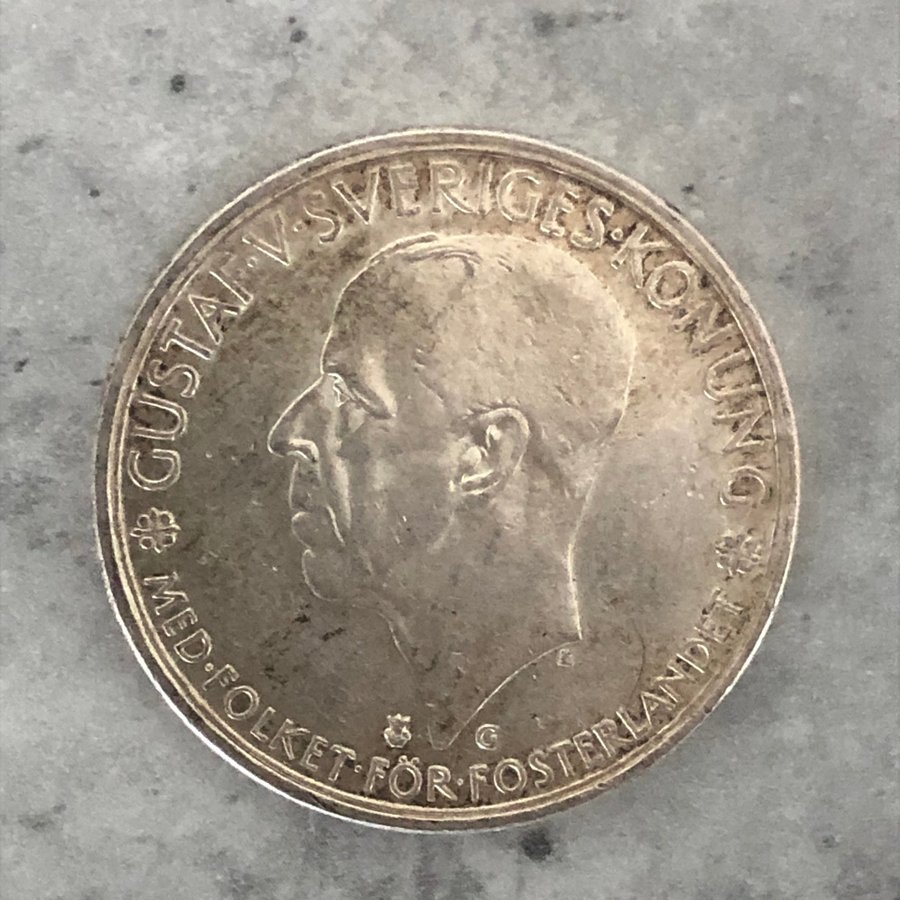 GUSTAF·V·SVERIGES·KONUNG
MED·FOLKET·FÖR·FOSTERLANDET
G